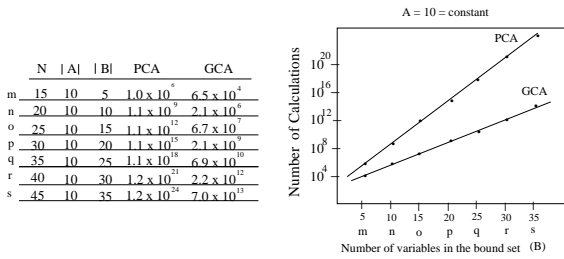 N |A| |B| PCA GCA
m 15 10 5 1.0 x 10^6 6.5 x 10^4
n 20 10 10 1.1 x 10^9 2.1 x 10^6
o 25 10 15 1.1 x 10^12 6.7 x 10^7
p 30 10 20 1.1 x 10^15 2.1 x 10^9
q 35 10 25 1.1 x 10^18 6.9 x 10^10
r 40 10 30 1.2 x 10^21 2.2 x 10^12
s 45 10 35 1.2 x 10^24 7.0 x 10^13
A = 10 = constant
PCA
GCA
Number of Calculations
10^20
10^16
10^12
10^8
10^4
5 10 15 20 25 30 35
m n o p q r s
Number of variables in the bound set (B)